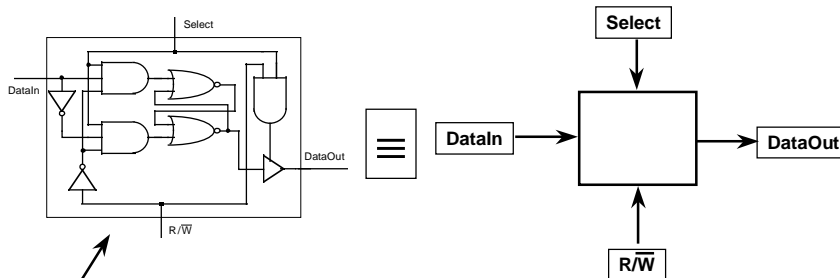 Select
DataIn
DataOut
R/W̅
≡
Select
DataIn
DataOut
R/W̅